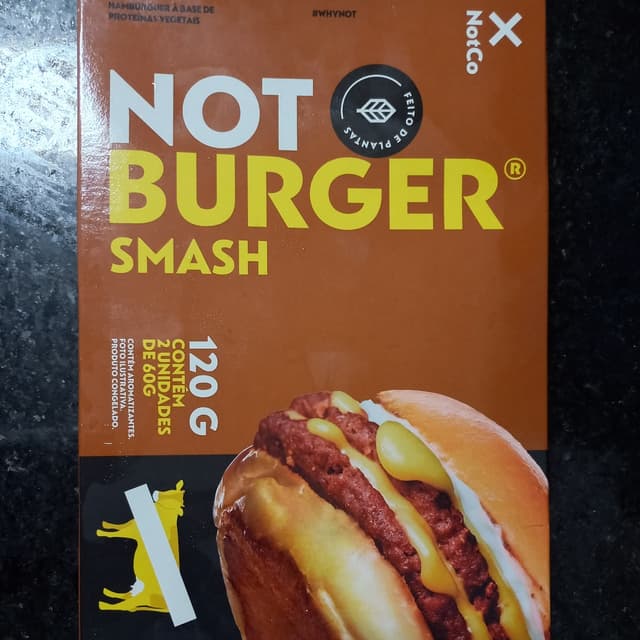 HAMBÚRGUER À BASE DE
PROTEÍNAS VEGETAIS
#WHYNOT
NotCo
NOT
BURGER®
SMASH
FEITO DE PLANTAS
120 G
CONTÉM
2 UNIDADES
DE 60G
CONTÉM AROMATIZANTES.
FOTO ILUSTRATIVA.
PRODUTO CONGELADO.